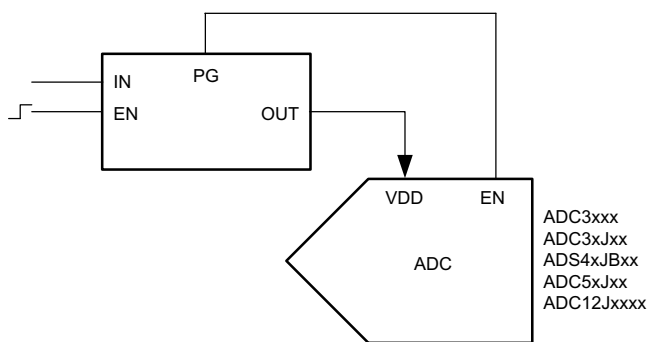 PG
IN
EN
OUT
VDD
EN
ADC
ADC3xxx
ADC3xJxx
ADS4xJBxx
ADC5xJxx
ADC12Jxxxx